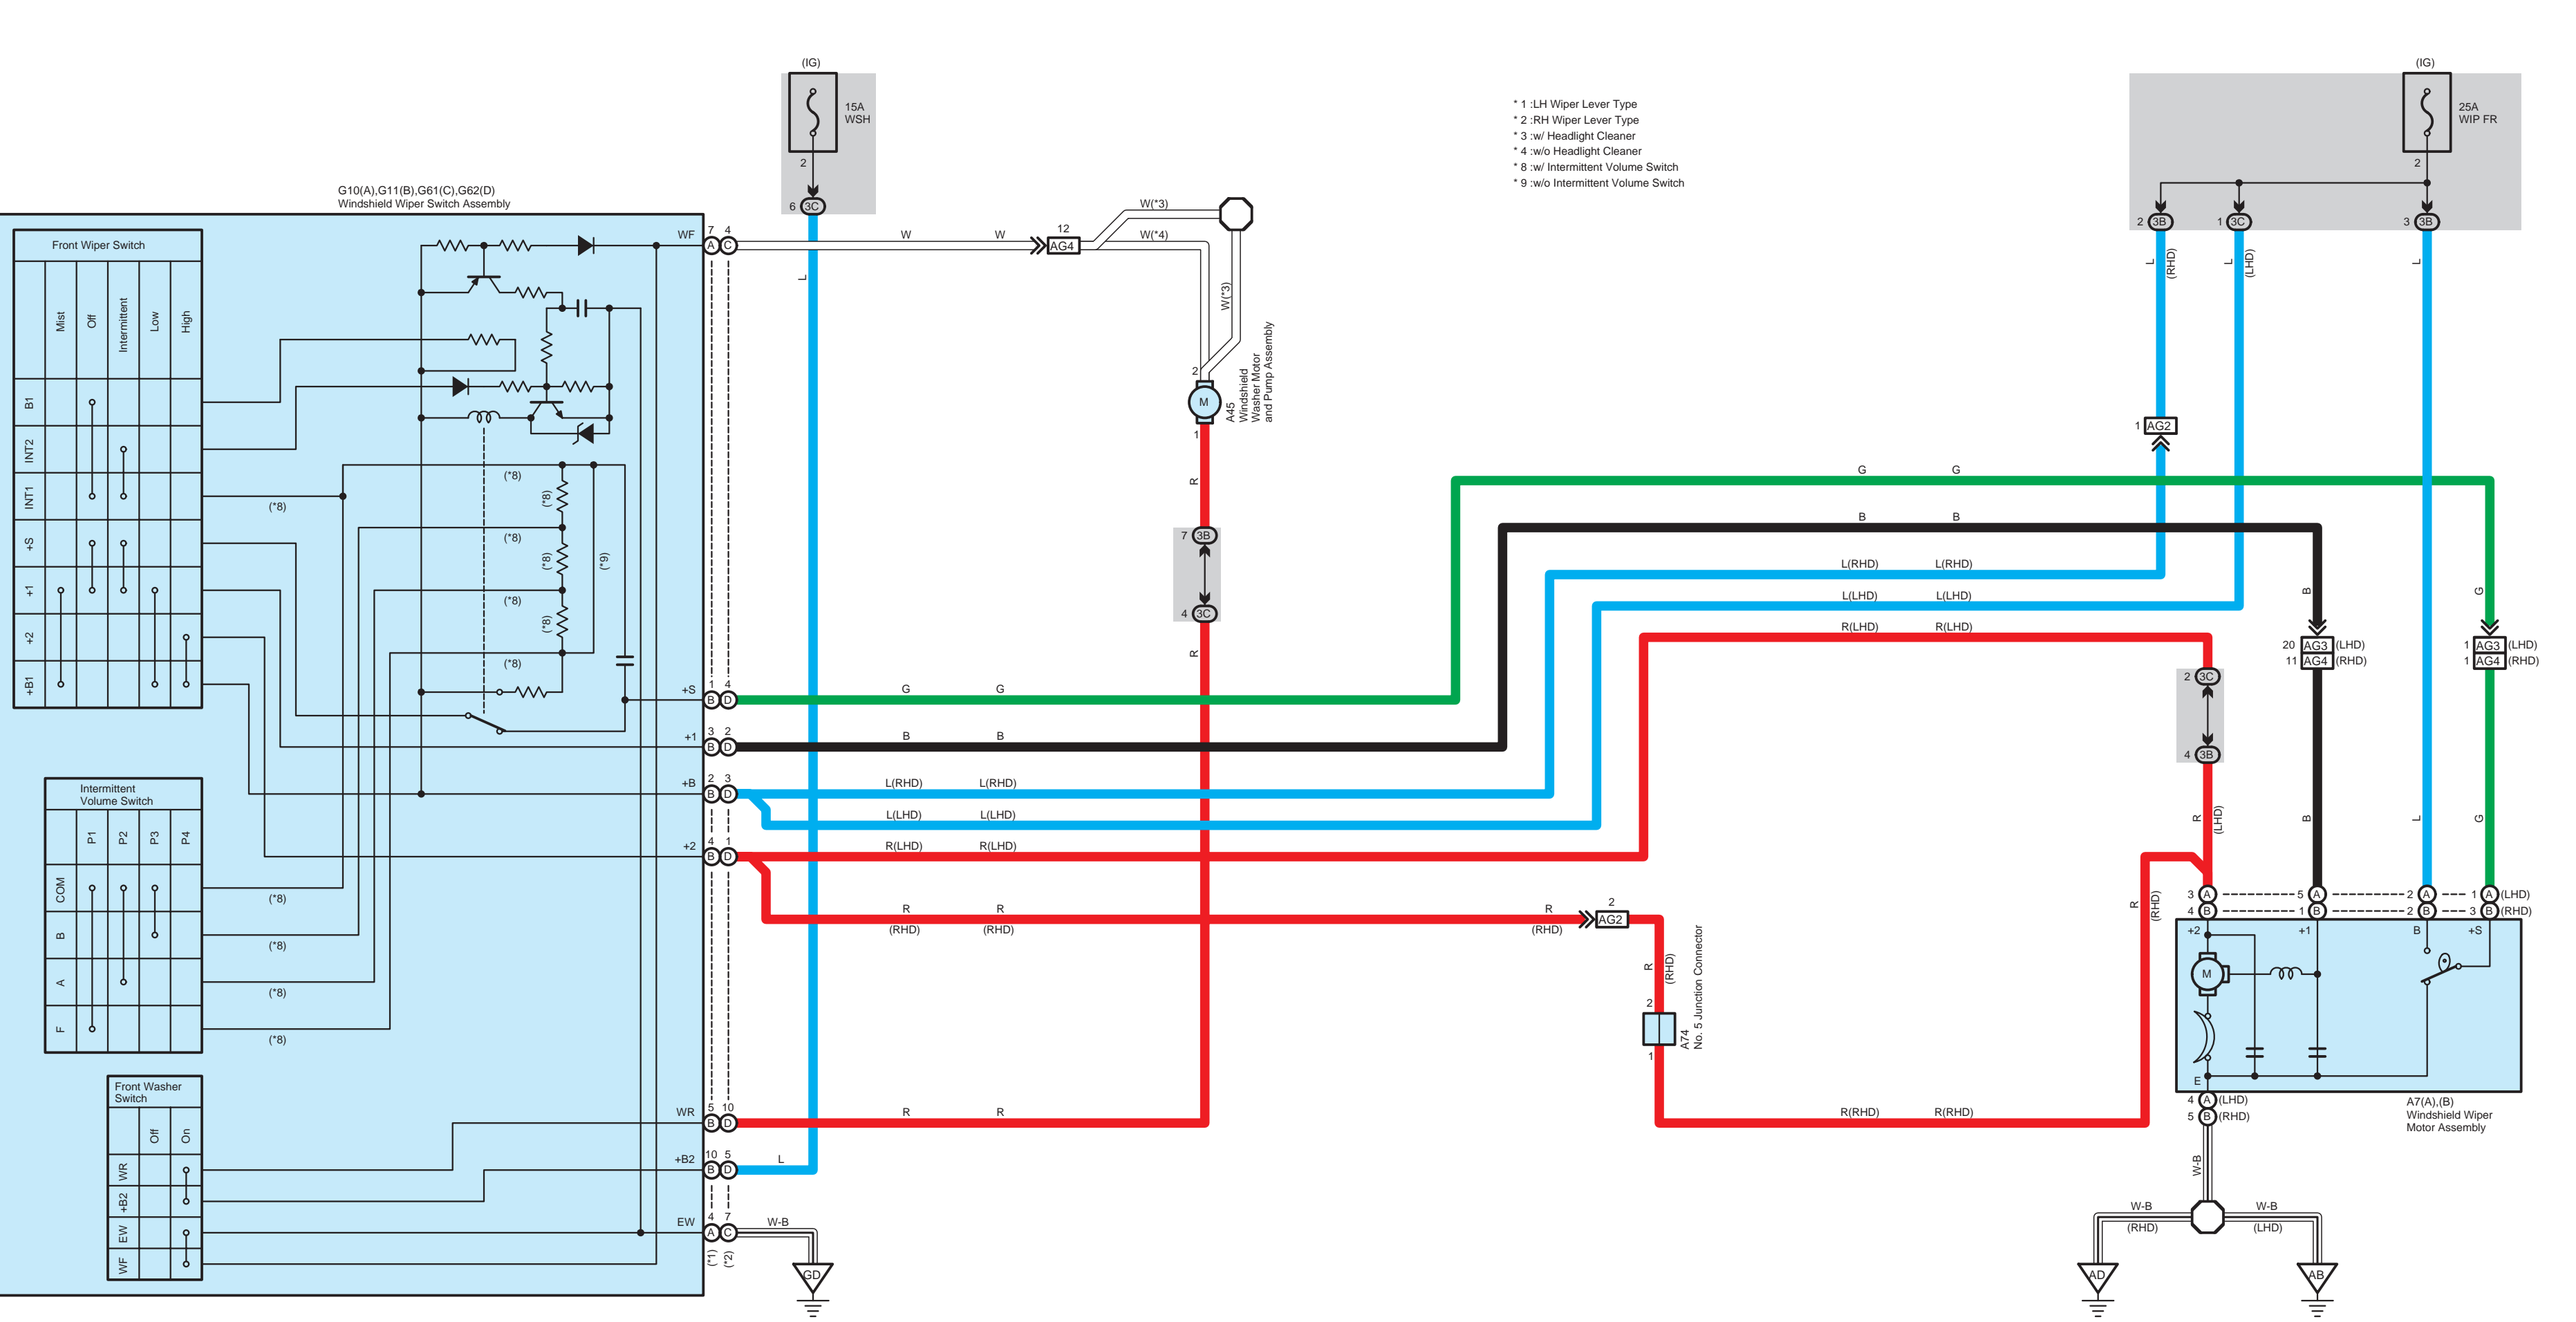 (IG)
15A
WSH
2
6 3C
(IG)
25A
WIP FR
2
2 3B
1 3C
3 3B
* 1 :LH Wiper Lever Type
* 2 :RH Wiper Lever Type
* 3 :w/ Headlight Cleaner
* 4 :w/o Headlight Cleaner
* 8 :w/ Intermittent Volume Switch
* 9 :w/o Intermittent Volume Switch
G10(A),G11(B),G61(C),G62(D)
Windshield Wiper Switch Assembly
Front Wiper Switch
Mist
Off
Intermittent
Low
High
B1
INT2
INT1
+S
+1
+2
+B1
(*8)
(*8)
(*8)
(*8)
(*8)
(*8)
(*8)
(*8)
(*9)
Intermittent
Volume Switch
P1
P2
P3
P4
COM
B
A
F
(*8)
(*8)
(*8)
(*8)
Front Washer
Switch
Off
On
WR
+B2
EW
WF
WF
7 4
A C
+S
1 4
B D
+1
3 2
B D
+B
2 3
B D
+2
4 1
B D
WR
5 10
B D
+B2
10 5
B D
EW
4 7
A C
(*1)
(*2)
W W
12
AG4
W(*3)
W(*4)
W(*3)
L
2
M
1
A45
Windshield
Washer Motor
and Pump Assembly
R
7 3B
4 3C
R
G G
B B
L(RHD) L(RHD)
L(LHD) L(LHD)
R(LHD) R(LHD)
R R
(RHD) (RHD)
R
(RHD)
2
AG2
R
(RHD)
2
1
A74
No. 5 Junction Connector
R R
L
W-B
GD
G G
B B
L(RHD) L(RHD)
L(LHD) L(LHD)
R(LHD) R(LHD)
R(RHD) R(RHD)
L
(RHD)
L
(LHD)
L
1 AG2
B
G
20 AG3 (LHD)
11 AG4 (RHD)
1 AG3 (LHD)
1 AG4 (RHD)
2 3C
4 3B
R
(LHD)
B
L
G
R
(RHD)
3 A 5 A 2 A 1 A (LHD)
4 B 1 B 2 B 3 B (RHD)
+2
+1
B
+S
M
E
4 A (LHD)
5 B (RHD)
A7(A),(B)
Windshield Wiper
Motor Assembly
W-B
W-B
(RHD)
W-B
(LHD)
AD
AB